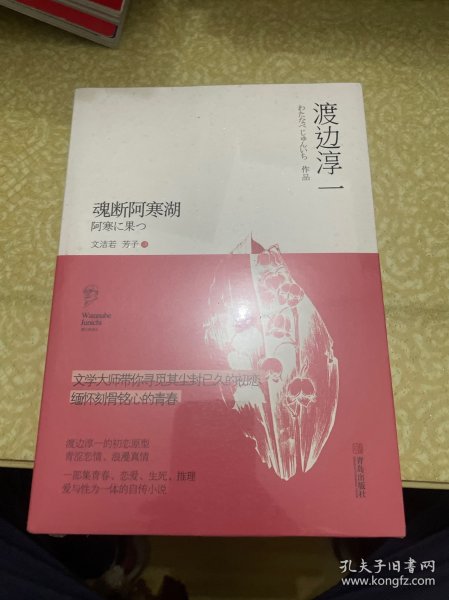 渡边淳一
わたなべじゅんいち 作品
魂断阿寒湖
阿寒に果つ
文洁若 芳子 译
Watanabe
Junichi
文学大师带你寻觅其尘封已久的初恋
缅怀刻骨铭心的青春
渡边淳一的初恋原型
青涩恋情、浪漫真情
一部集青春、恋爱、生死、推理
爱与性为一体的自传小说
青岛出版社
孔夫子旧书网
www.kongfz.com